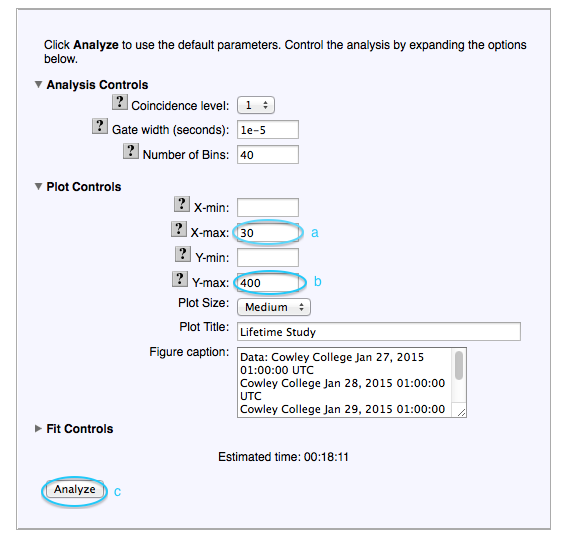 Click Analyze to use the default parameters. Control the analysis by expanding the options
below.
▼ Analysis Controls
? Coincidence level: 1
? Gate width (seconds): 1e-5
? Number of Bins: 40
▼ Plot Controls
? X-min:
? X-max: 30 a
? Y-min:
? Y-max: 400 b
Plot Size: Medium
Plot Title: Lifetime Study
Figure caption: Data: Cowley College Jan 27, 2015
01:00:00 UTC
Cowley College Jan 28, 2015 01:00:00
UTC
Cowley College Jan 29, 2015 01:00:00
▶ Fit Controls
Estimated time: 00:18:11
Analyze c